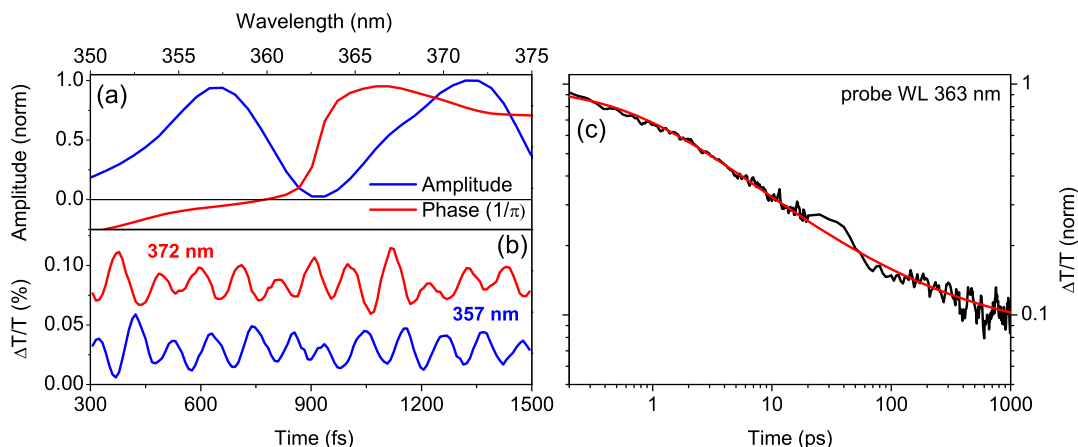 Wavelength (nm)
350 355 360 365 370 375
(a)
Amplitude (norm)
1.0
0.5
0.0
Amplitude
Phase (1/π)
(b)
372 nm
357 nm
ΔT/T (%)
0.10
0.05
0.00
300 600 900 1200 1500
Time (fs)
(c)
probe WL 363 nm
1
0.1
ΔT/T (norm)
1 10 100 1000
Time (ps)